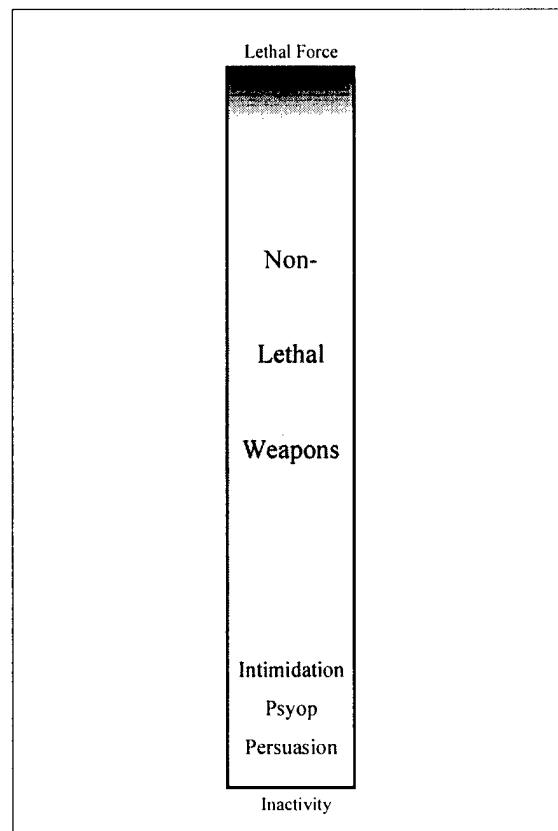 Lethal Force
Non-
Lethal
Weapons
Intimidation
Psyop
Persuasion
Inactivity